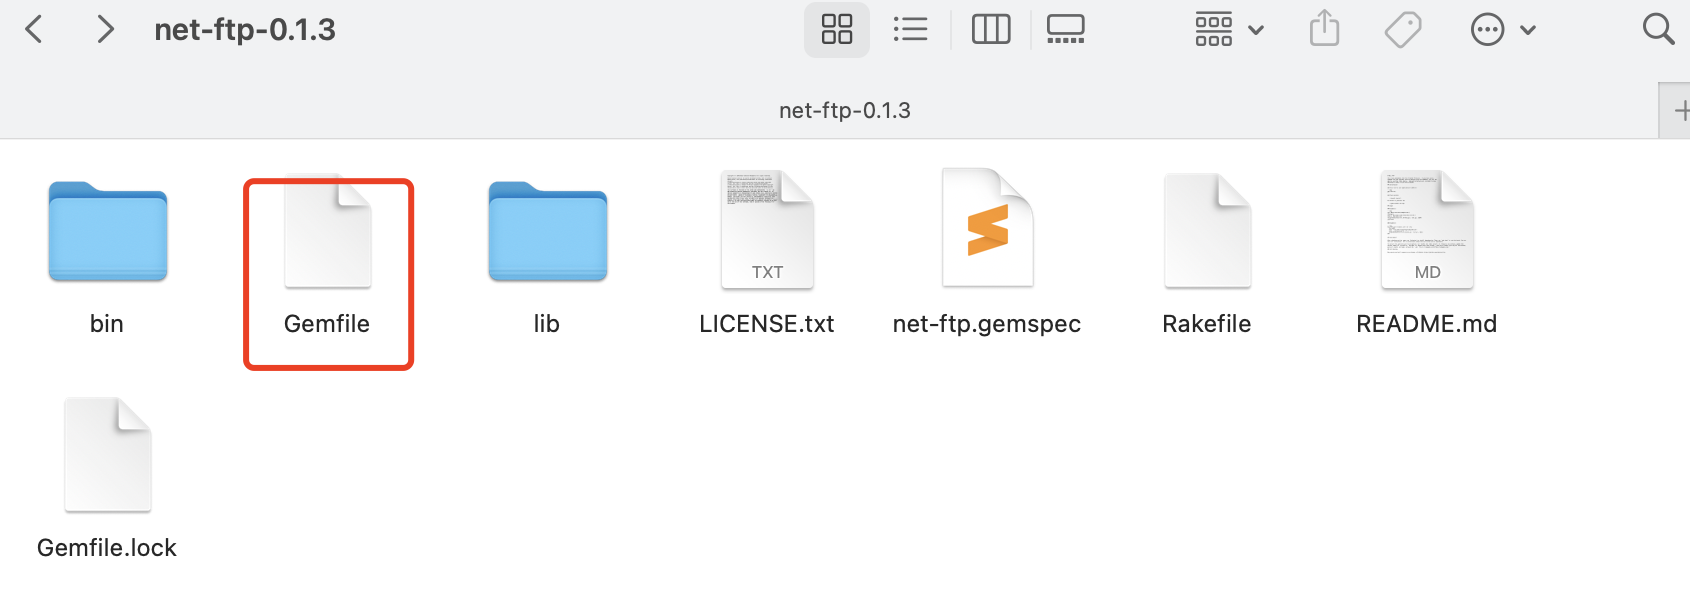 net-ftp-0.1.3
net-ftp-0.1.3
bin
Gemfile
lib
TXT
LICENSE.txt
net-ftp.gemspec
Rakefile
MD
README.md
Gemfile.lock